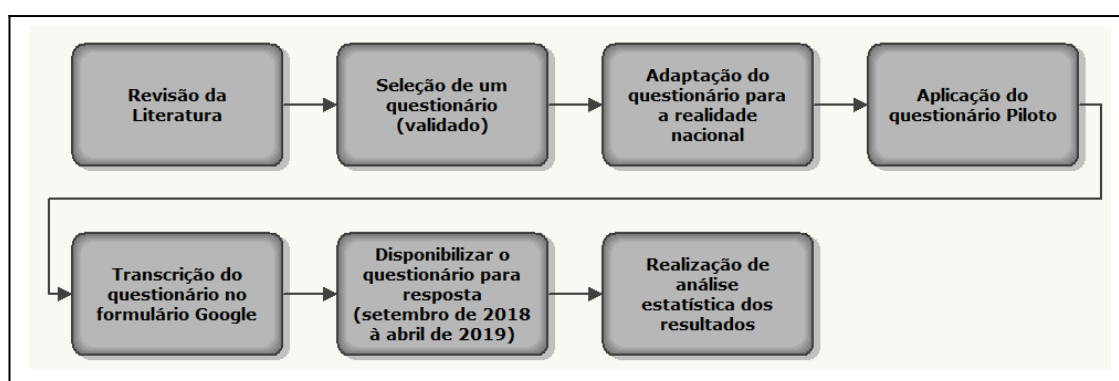 Revisão da
Literatura
Seleção de um
questionário
(validado)
Adaptação do
questionário para
a realidade
nacional
Aplicação do
questionário Piloto
Transcrição do
questionário no
formulário Google
Disponibilizar o
questionário para
resposta
(setembro de 2018
à abril de 2019)
Realização de
análise
estatística dos
resultados